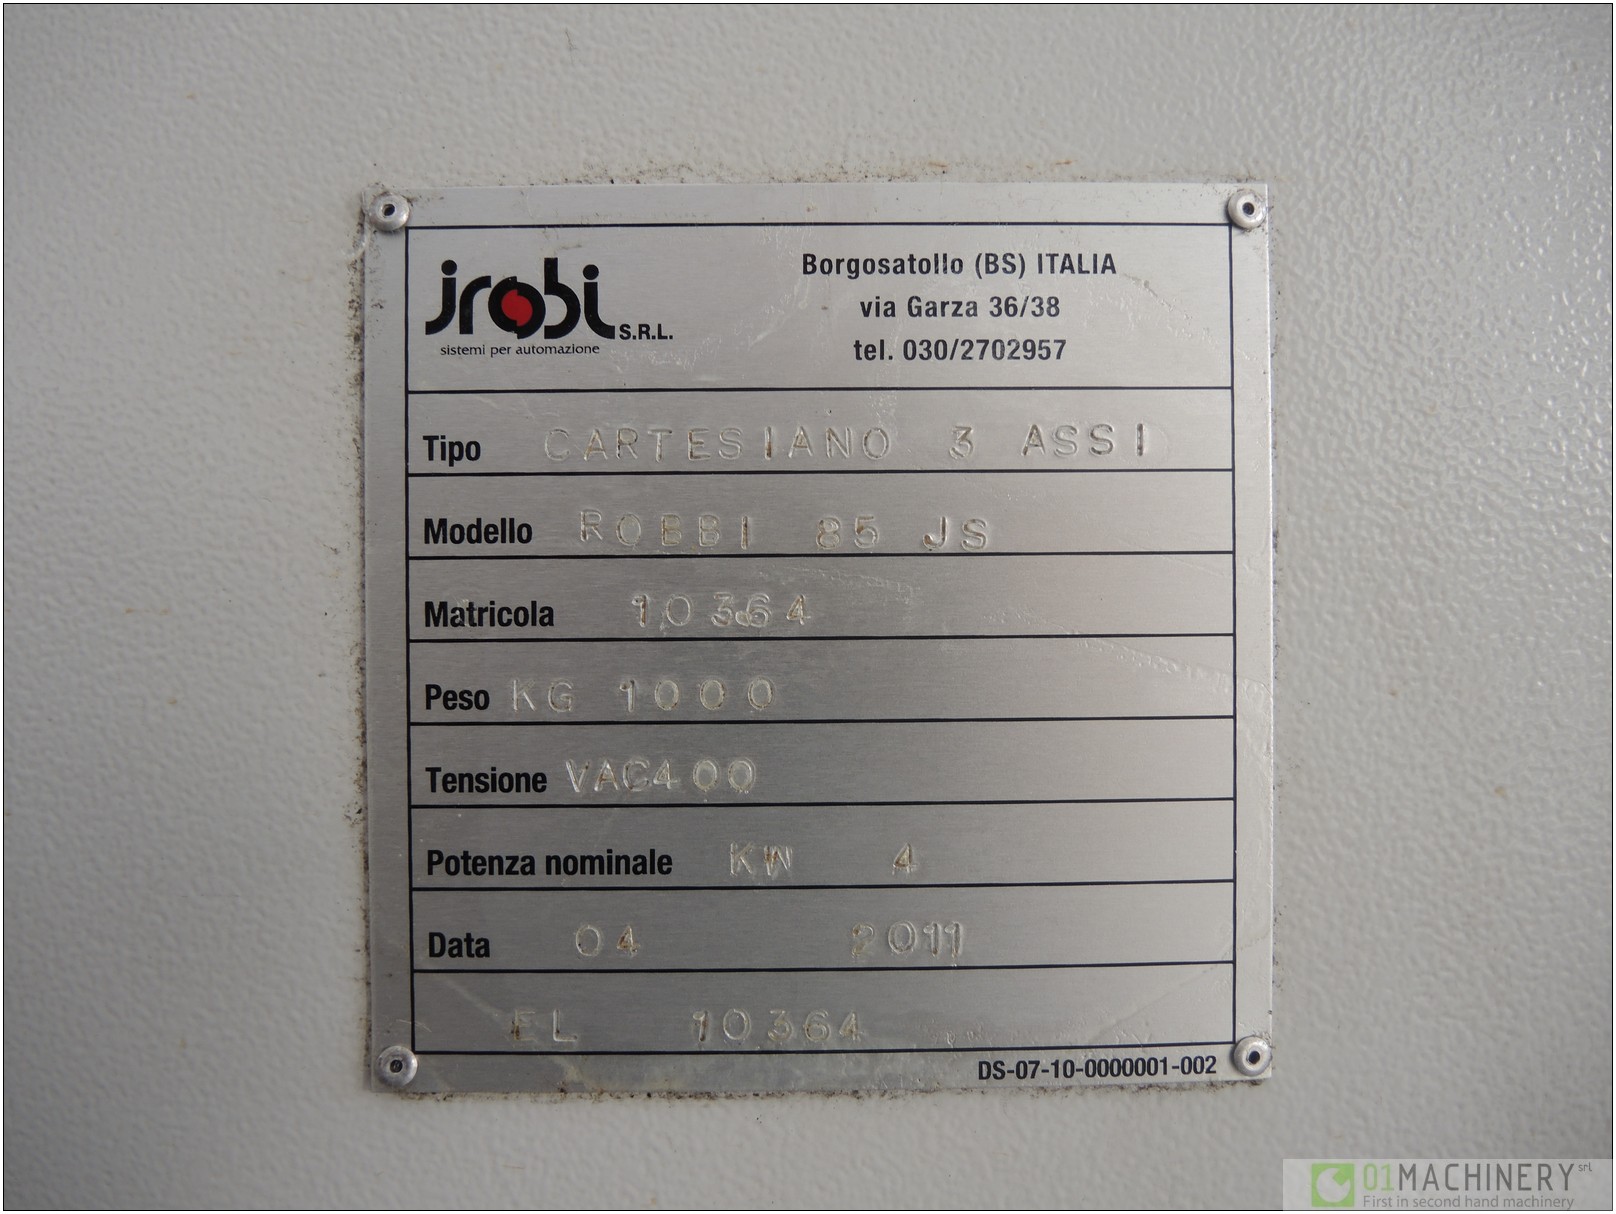 jrobi S.R.L.
sistemi per automazione
Borgosatollo (BS) ITALIA
via Garza 36/38
tel. 030/2702957
Tipo CARTESIANO 3 ASSI
Modello ROBBI 85 JS
Matricola 10364
Peso KG 1000
Tensione VAC400
Potenza nominale KW 4
Data 04 2011
EL 10364
DS-07-10-0000001-002
01MACHINERY srl
First in second hand machinery